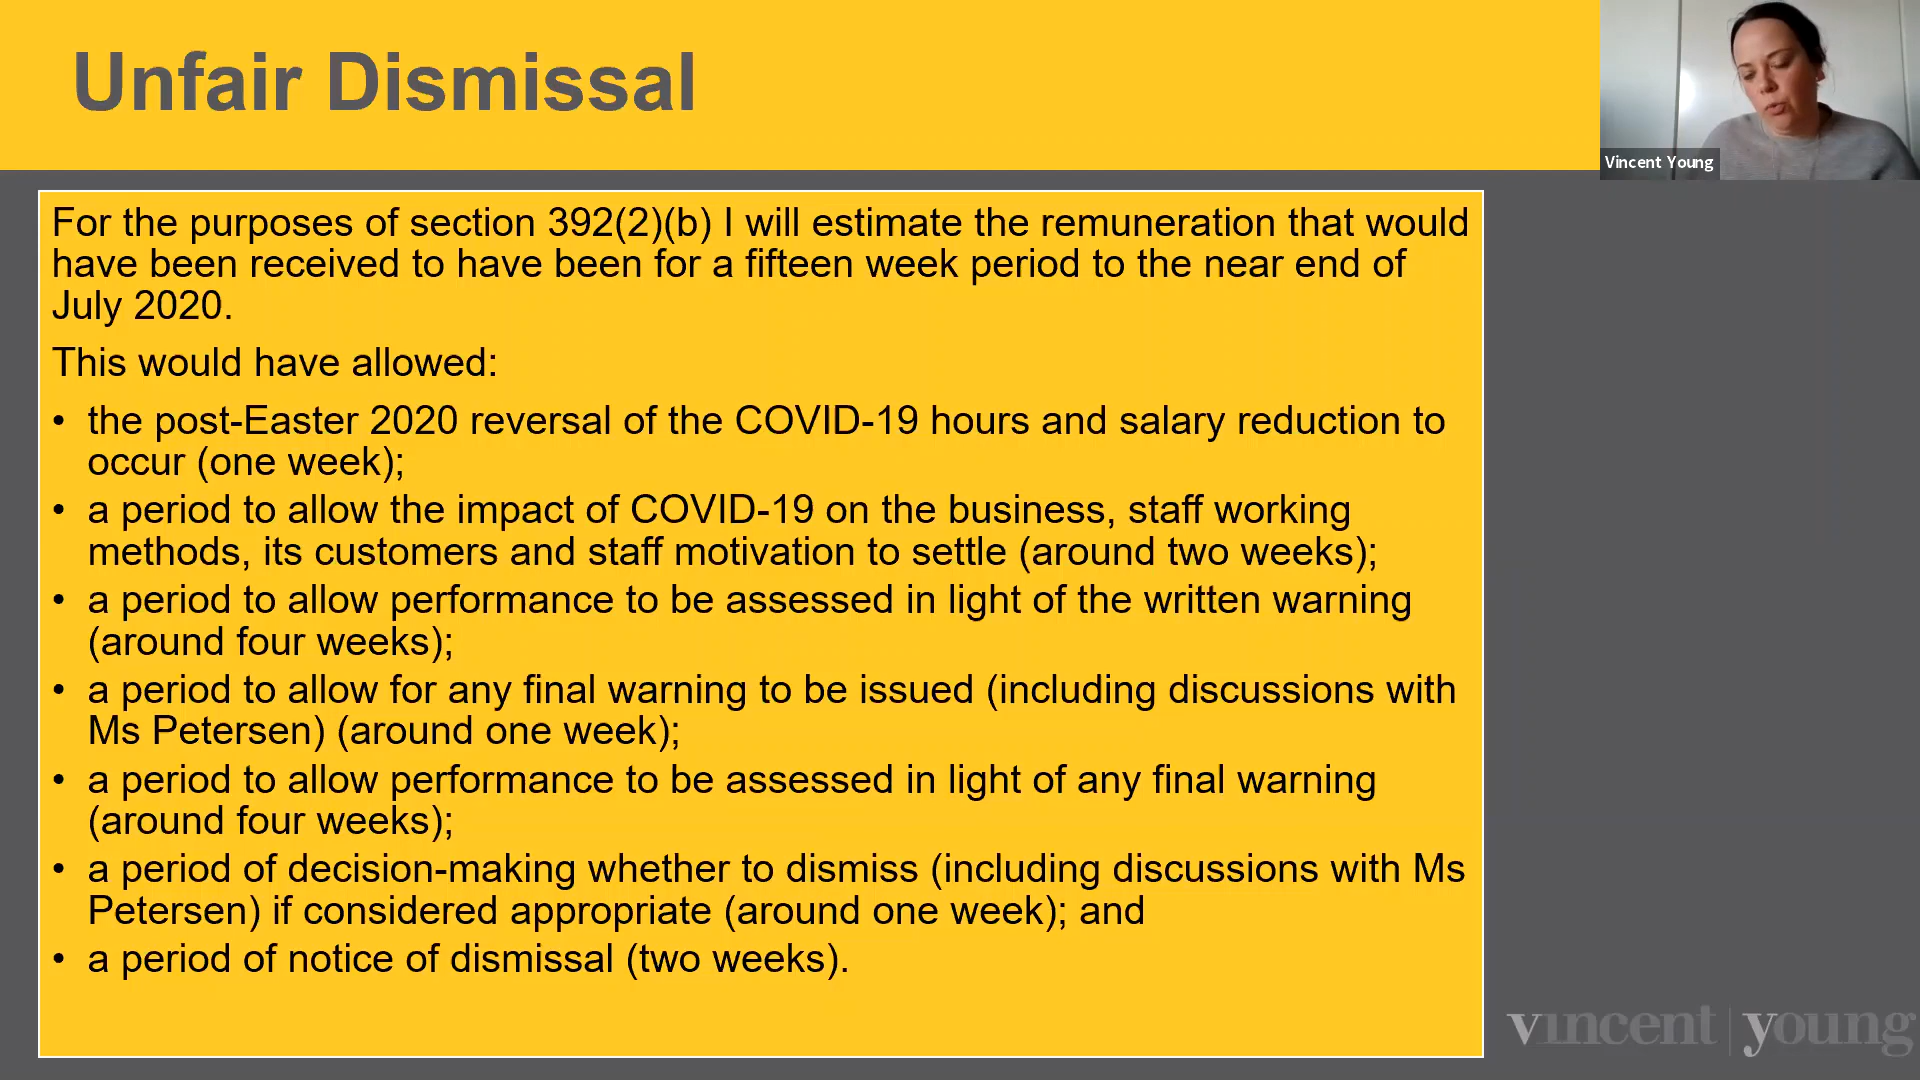 Unfair Dismissal
Vincent Young
For the purposes of section 392(2)(b) I will estimate the remuneration that would
have been received to have been for a fifteen week period to the near end of
July 2020.
This would have allowed:
• the post-Easter 2020 reversal of the COVID-19 hours and salary reduction to
occur (one week);
• a period to allow the impact of COVID-19 on the business, staff working
methods, its customers and staff motivation to settle (around two weeks);
• a period to allow performance to be assessed in light of the written warning
(around four weeks);
• a period to allow for any final warning to be issued (including discussions with
Ms Petersen) (around one week);
• a period to allow performance to be assessed in light of any final warning
(around four weeks);
• a period of decision-making whether to dismiss (including discussions with Ms
Petersen) if considered appropriate (around one week); and
• a period of notice of dismissal (two weeks).
vincent | young